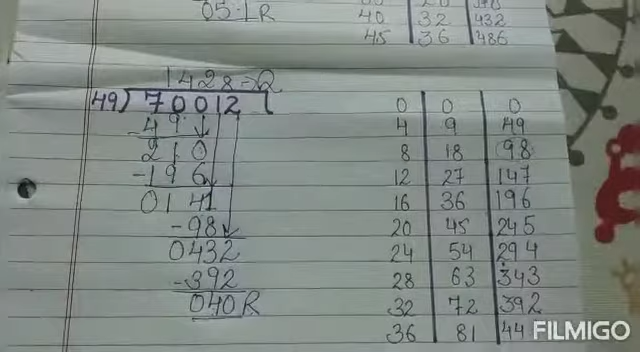 05 1 R
40 32 432
45 36 486
1428→Q
49) 70012
-49
210
-196
0141
-98
0432
-392
040R
0 0 0
4 9 49
8 18 98
12 27 147
16 36 196
20 45 245
24 54 294
28 63 343
32 72 392
36 81 44
FILMIGO